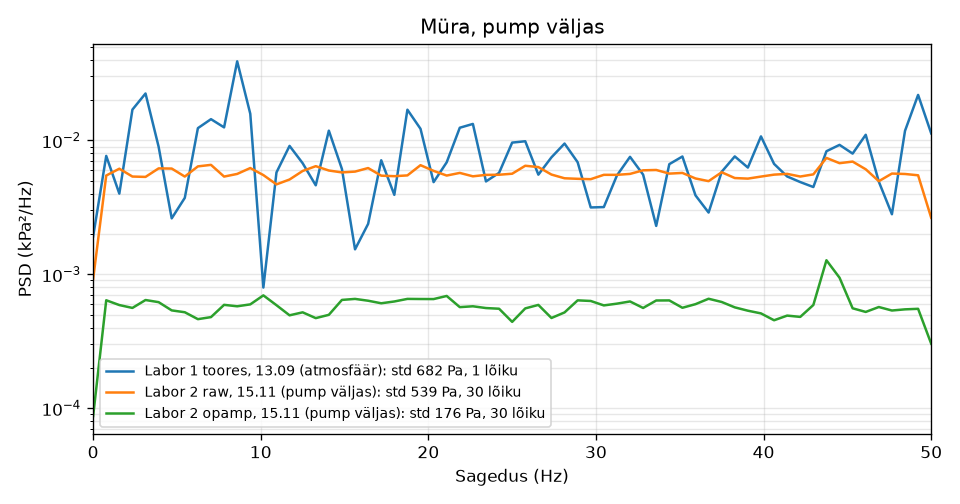 Müra, pump väljas
PSD (kPa²/Hz)
10⁻²
10⁻³
10⁻⁴
Labor 1 toores, 13.09 (atmosfäär): std 682 Pa, 1 lõiku
Labor 2 raw, 15.11 (pump väljas): std 539 Pa, 30 lõiku
Labor 2 opamp, 15.11 (pump väljas): std 176 Pa, 30 lõiku
0 10 20 30 40 50
Sagedus (Hz)